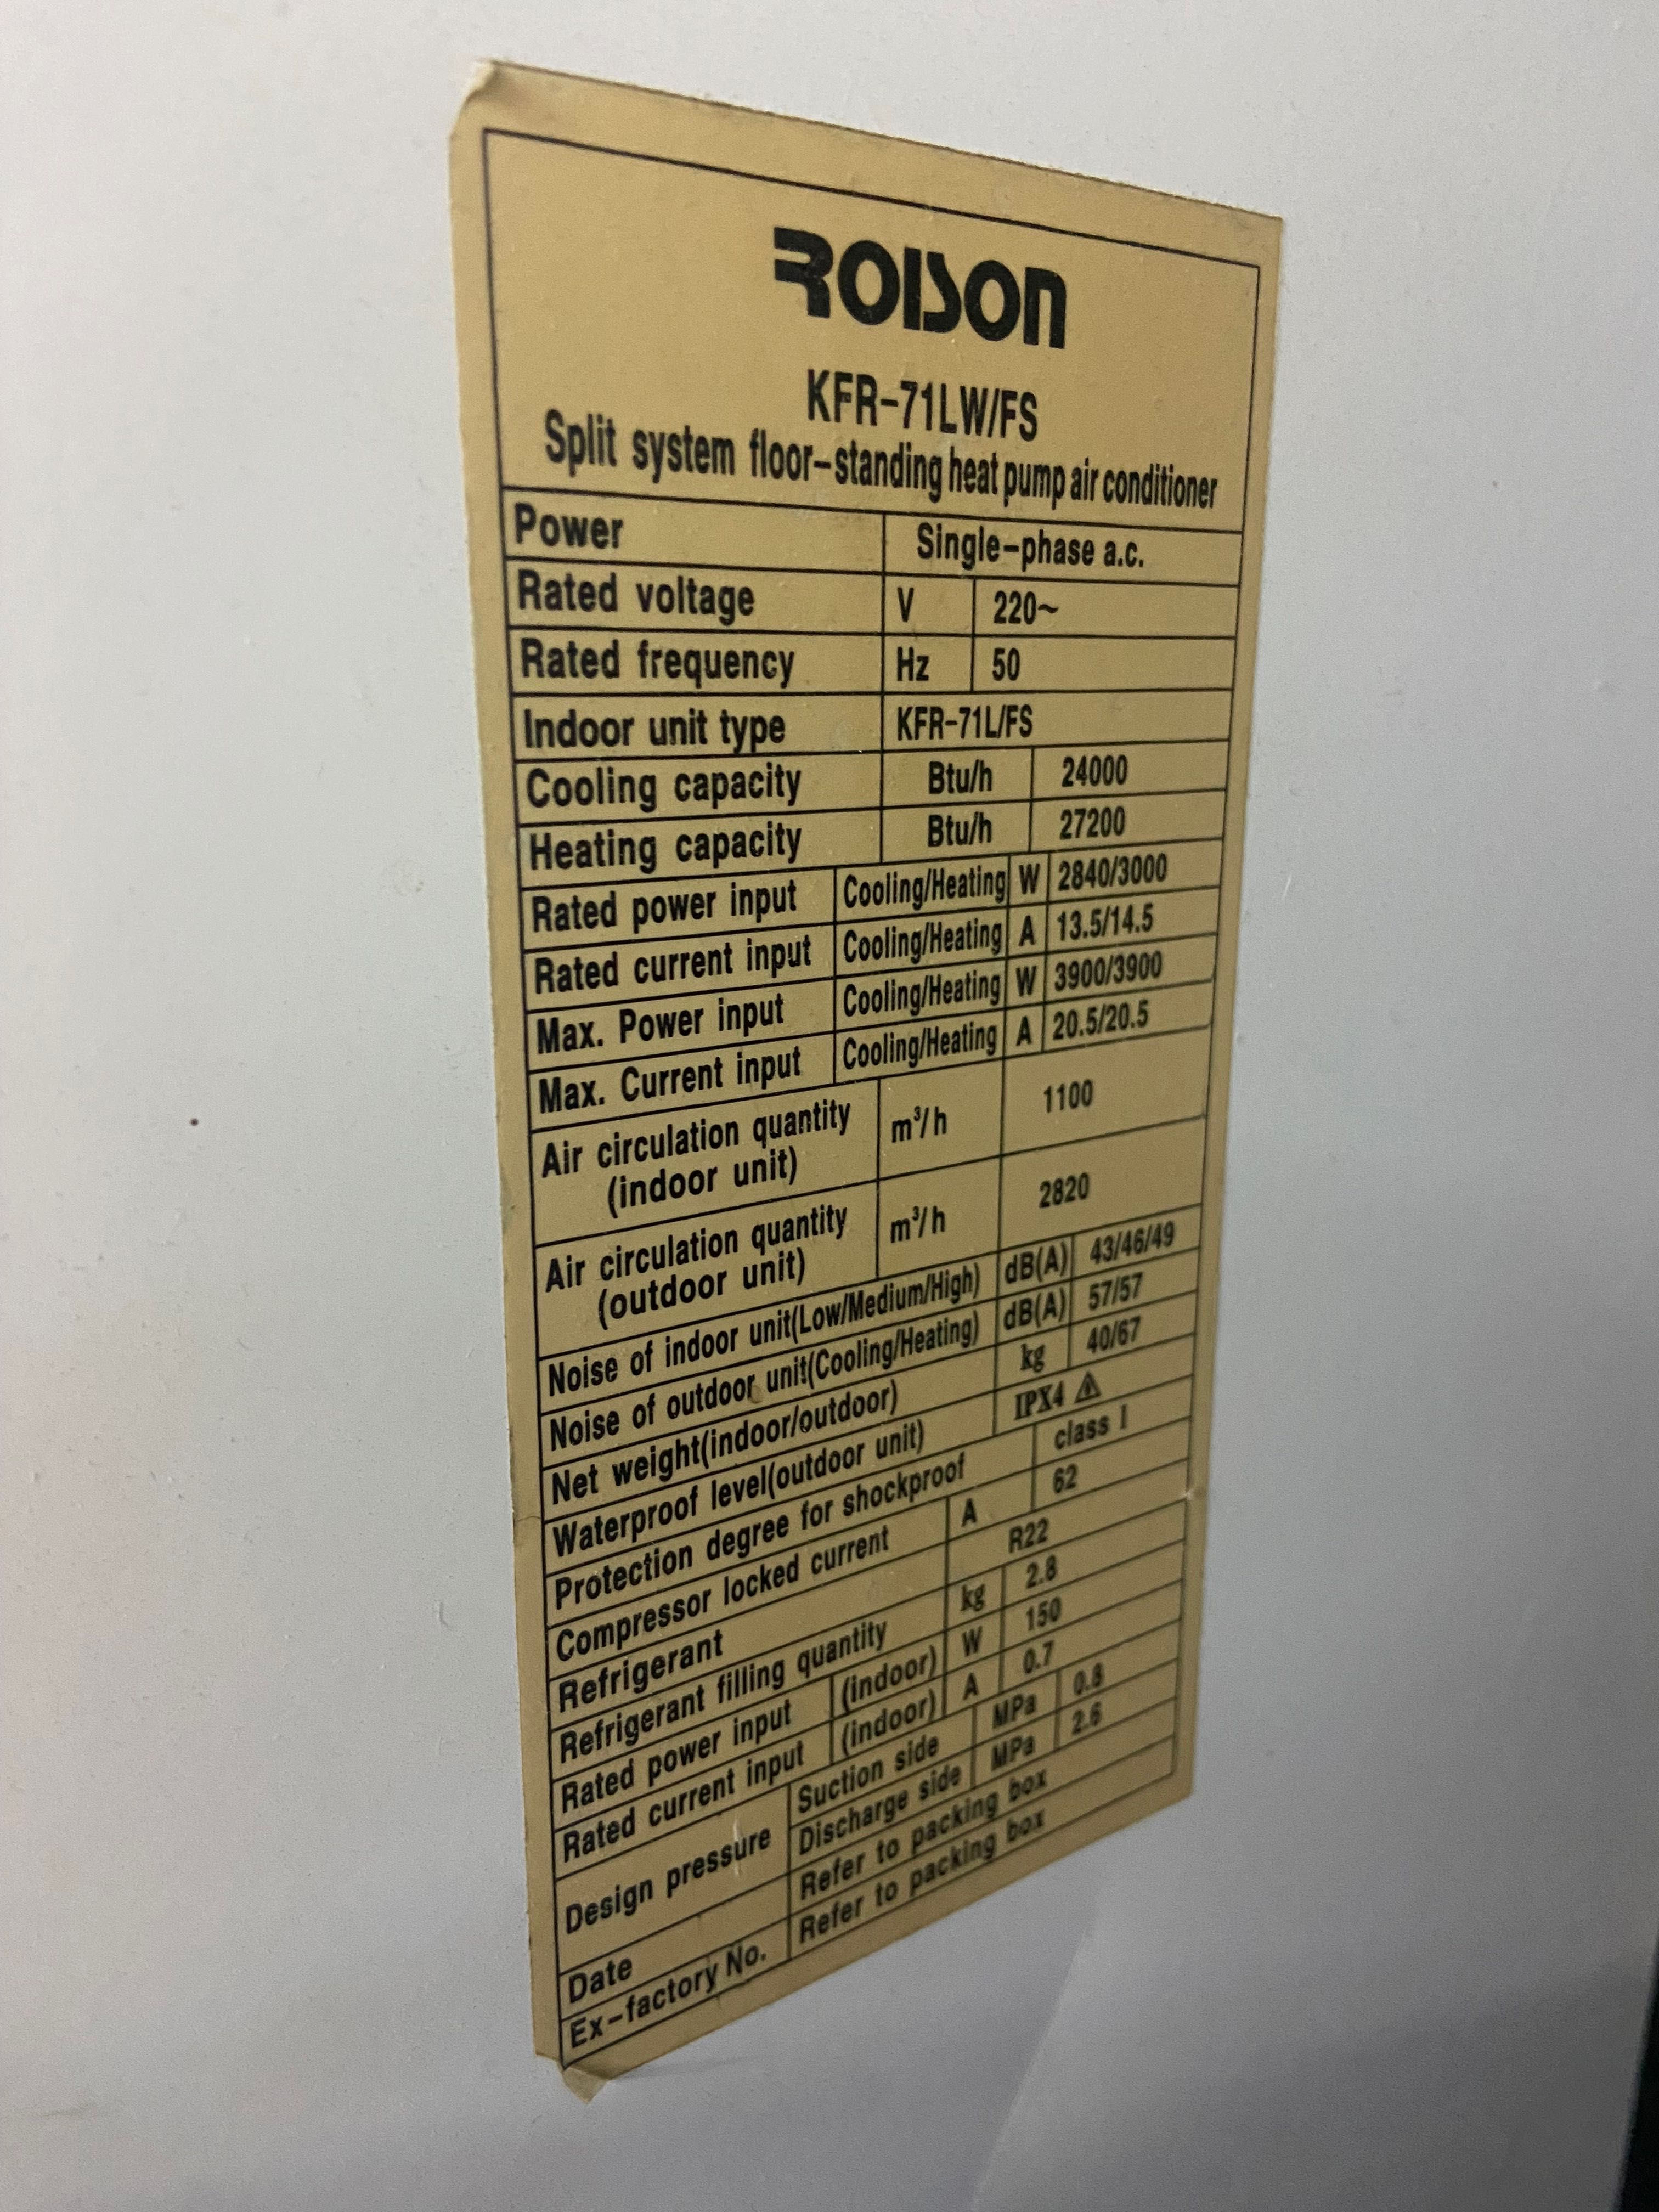 ROISON
KFR-71LW/FS
Split system floor-standing heat pump air conditioner
Power Single-phase a.c.
Rated voltage V 220~
Rated frequency Hz 50
Indoor unit type KFR-71L/FS
Cooling capacity Btu/h 24000
Heating capacity Btu/h 27200
Rated power input Cooling/Heating W 2840/3000
Rated current input Cooling/Heating A 13.5/14.5
Max. Power input Cooling/Heating W 3900/3900
Max. Current input Cooling/Heating A 20.5/20.5
Air circulation quantity
(indoor unit) m³/h 1100
Air circulation quantity
(outdoor unit) m³/h 2820
Noise of indoor unit(Low/Medium/High) dB(A) 43/46/49
Noise of outdoor unit(Cooling/Heating) dB(A) 57/57
Net weight(indoor/outdoor) kg 40/67
Waterproof level(outdoor unit) IPX4
Protection degree for shockproof class I
Compressor locked current A 62
Refrigerant R22
Refrigerant filling quantity kg 2.8
Rated power input (indoor) W 150
Rated current input (indoor) A 0.7
Design pressure Suction side MPa 0.8
Discharge side MPa 2.6
Date Refer to packing box
Ex-factory No. Refer to packing box